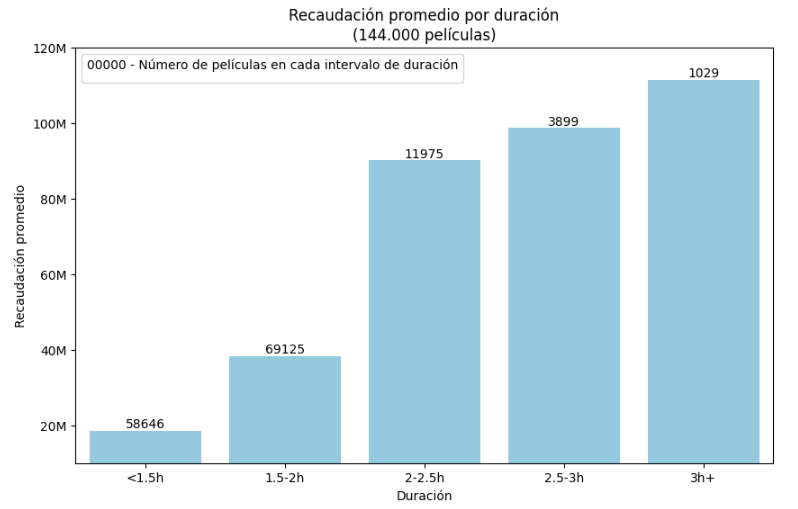 Recaudación promedio por duración
(144.000 películas)
120M
00000 - Número de películas en cada intervalo de duración
1029
100M
3899
11975
80M
Recaudación promedio
60M
69125
40M
58646
20M
<1.5h
1.5-2h
2-2.5h
2.5-3h
3h+
Duración